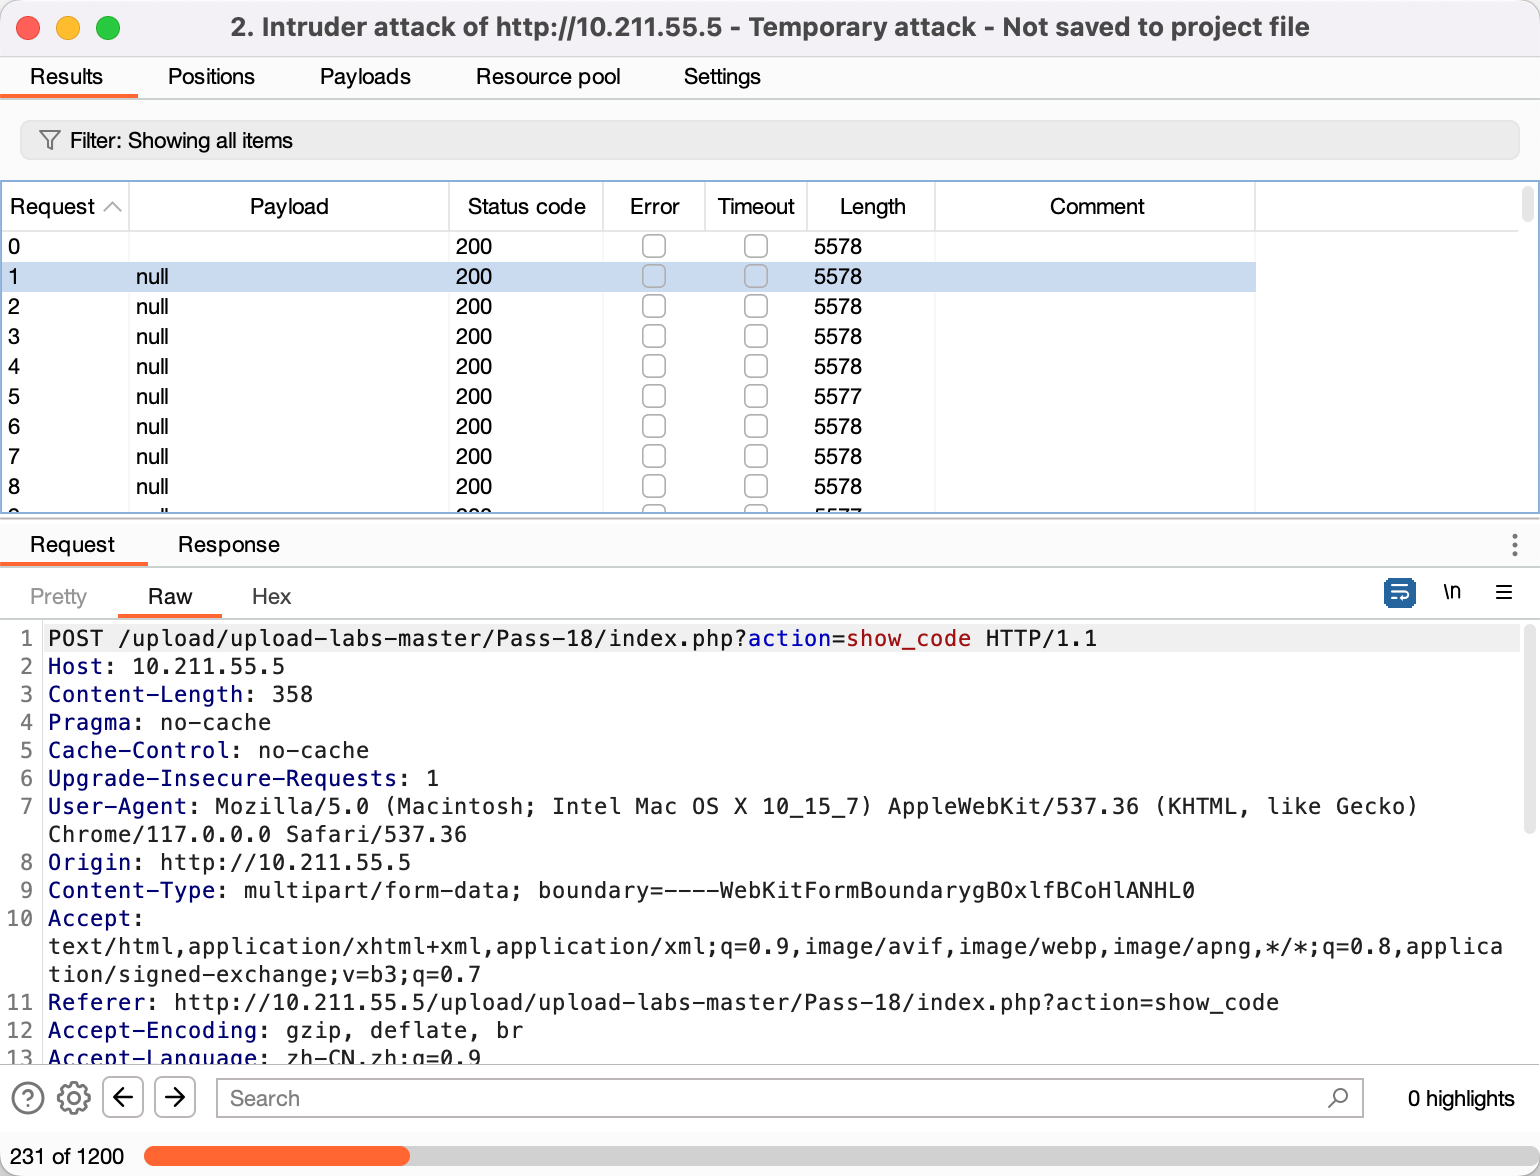 2. Intruder attack of http://10.211.55.5 - Temporary attack - Not saved to project file
Results Positions Payloads Resource pool Settings
Filter: Showing all items
Request Payload Status code Error Timeout Length Comment
0 200 5578
1 null 200 5578
2 null 200 5578
3 null 200 5578
4 null 200 5578
5 null 200 5577
6 null 200 5578
7 null 200 5578
8 null 200 5578
Request Response
Pretty Raw Hex
\n
1 POST /upload/upload-labs-master/Pass-18/index.php?action=show_code HTTP/1.1
2 Host: 10.211.55.5
3 Content-Length: 358
4 Pragma: no-cache
5 Cache-Control: no-cache
6 Upgrade-Insecure-Requests: 1
7 User-Agent: Mozilla/5.0 (Macintosh; Intel Mac OS X 10_15_7) AppleWebKit/537.36 (KHTML, like Gecko)
Chrome/117.0.0.0 Safari/537.36
8 Origin: http://10.211.55.5
9 Content-Type: multipart/form-data; boundary=----WebKitFormBoundarygBOxlfBCoHlANHL0
10 Accept:
text/html,application/xhtml+xml,application/xml;q=0.9,image/avif,image/webp,image/apng,*/*;q=0.8,applica
tion/signed-exchange;v=b3;q=0.7
11 Referer: http://10.211.55.5/upload/upload-labs-master/Pass-18/index.php?action=show_code
12 Accept-Encoding: gzip, deflate, br
13 Accept-Language: zh-CN,zh;q=0.9
Search
0 highlights
231 of 1200